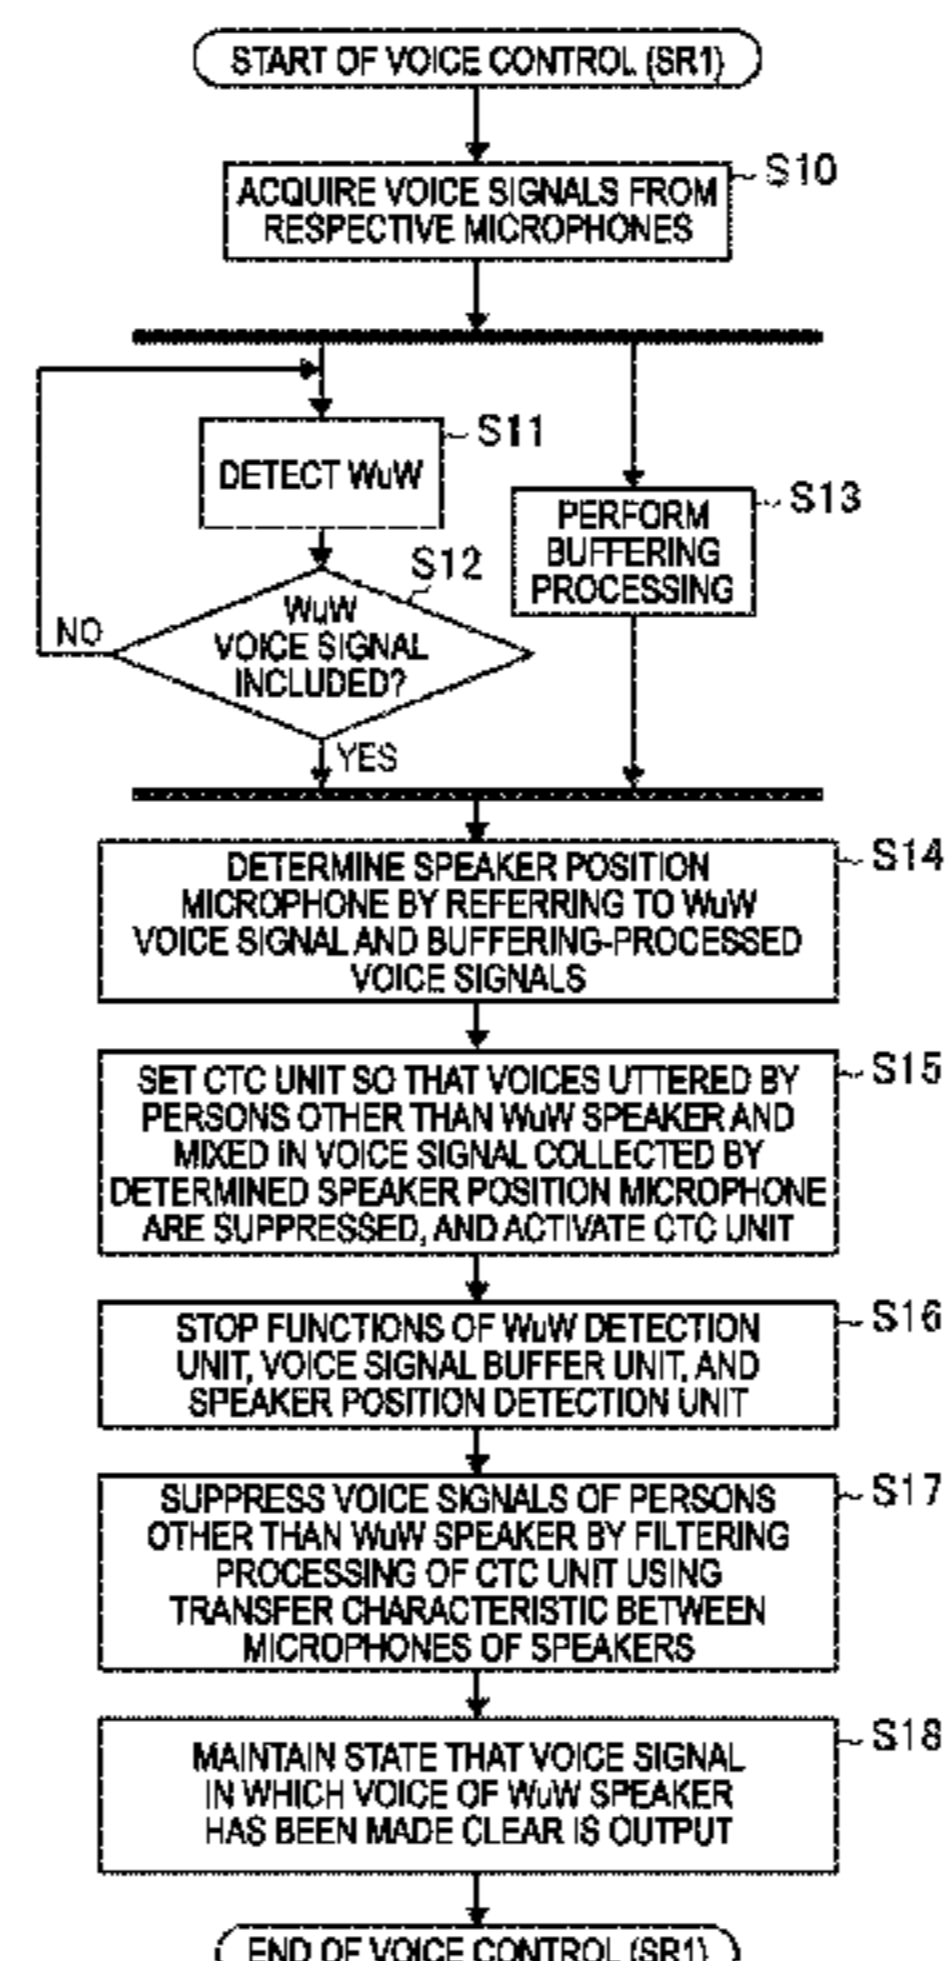 START OF VOICE CONTROL (SR1)
S10
ACQUIRE VOICE SIGNALS FROM
RESPECTIVE MICROPHONES
S11
DETECT WuW
S12
WuW
VOICE SIGNAL
INCLUDED?
NO
YES
S13
PERFORM
BUFFERING
PROCESSING
S14
DETERMINE SPEAKER POSITION
MICROPHONE BY REFERRING TO WuW
VOICE SIGNAL AND BUFFERING-PROCESSED
VOICE SIGNALS
S15
SET CTC UNIT SO THAT VOICES UTTERED BY
PERSONS OTHER THAN WuW SPEAKER AND
MIXED IN VOICE SIGNAL COLLECTED BY
DETERMINED SPEAKER POSITION MICROPHONE
ARE SUPPRESSED, AND ACTIVATE CTC UNIT
S16
STOP FUNCTIONS OF WuW DETECTION
UNIT, VOICE SIGNAL BUFFER UNIT, AND
SPEAKER POSITION DETECTION UNIT
S17
SUPPRESS VOICE SIGNALS OF PERSONS
OTHER THAN WuW SPEAKER BY FILTERING
PROCESSING OF CTC UNIT USING
TRANSFER CHARACTERISTIC BETWEEN
MICROPHONES OF SPEAKERS
S18
MAINTAIN STATE THAT VOICE SIGNAL
IN WHICH VOICE OF WuW SPEAKER
HAS BEEN MADE CLEAR IS OUTPUT
END OF VOICE CONTROL (SR1)